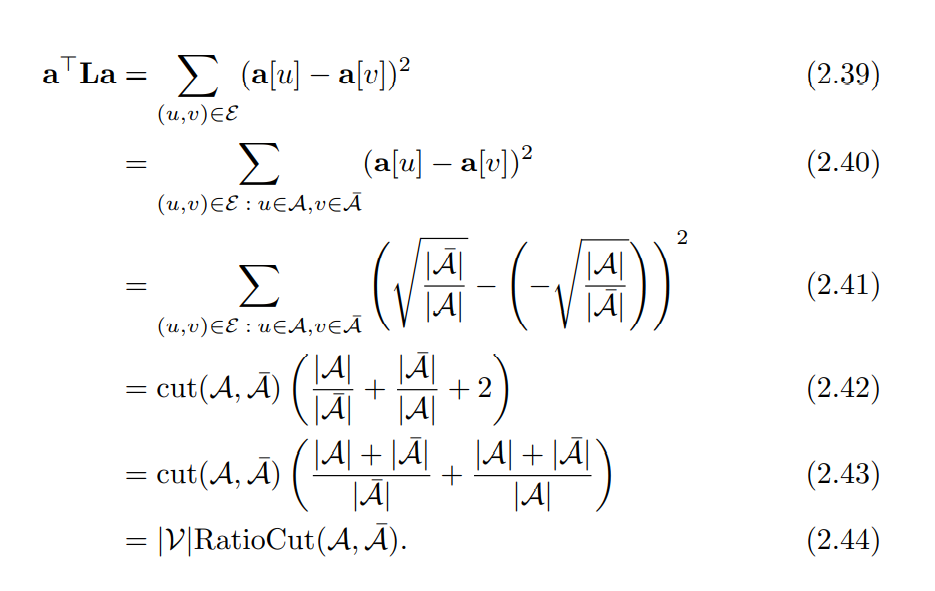 a⊤La = ∑_{(u,v)∈ℰ} (a[u] − a[v])² (2.39)
= ∑_{(u,v)∈ℰ : u∈𝒜,v∈𝒜̄} (a[u] − a[v])² (2.40)
= ∑_{(u,v)∈ℰ : u∈𝒜,v∈𝒜̄} (√(|𝒜̄|/|𝒜|) − (−√(|𝒜|/|𝒜̄|)))² (2.41)
= cut(𝒜, 𝒜̄) (|𝒜|/|𝒜̄| + |𝒜̄|/|𝒜| + 2) (2.42)
= cut(𝒜, 𝒜̄) ((|𝒜| + |𝒜̄|)/|𝒜̄| + (|𝒜| + |𝒜̄|)/|𝒜|) (2.43)
= |𝒱|RatioCut(𝒜, 𝒜̄). (2.44)